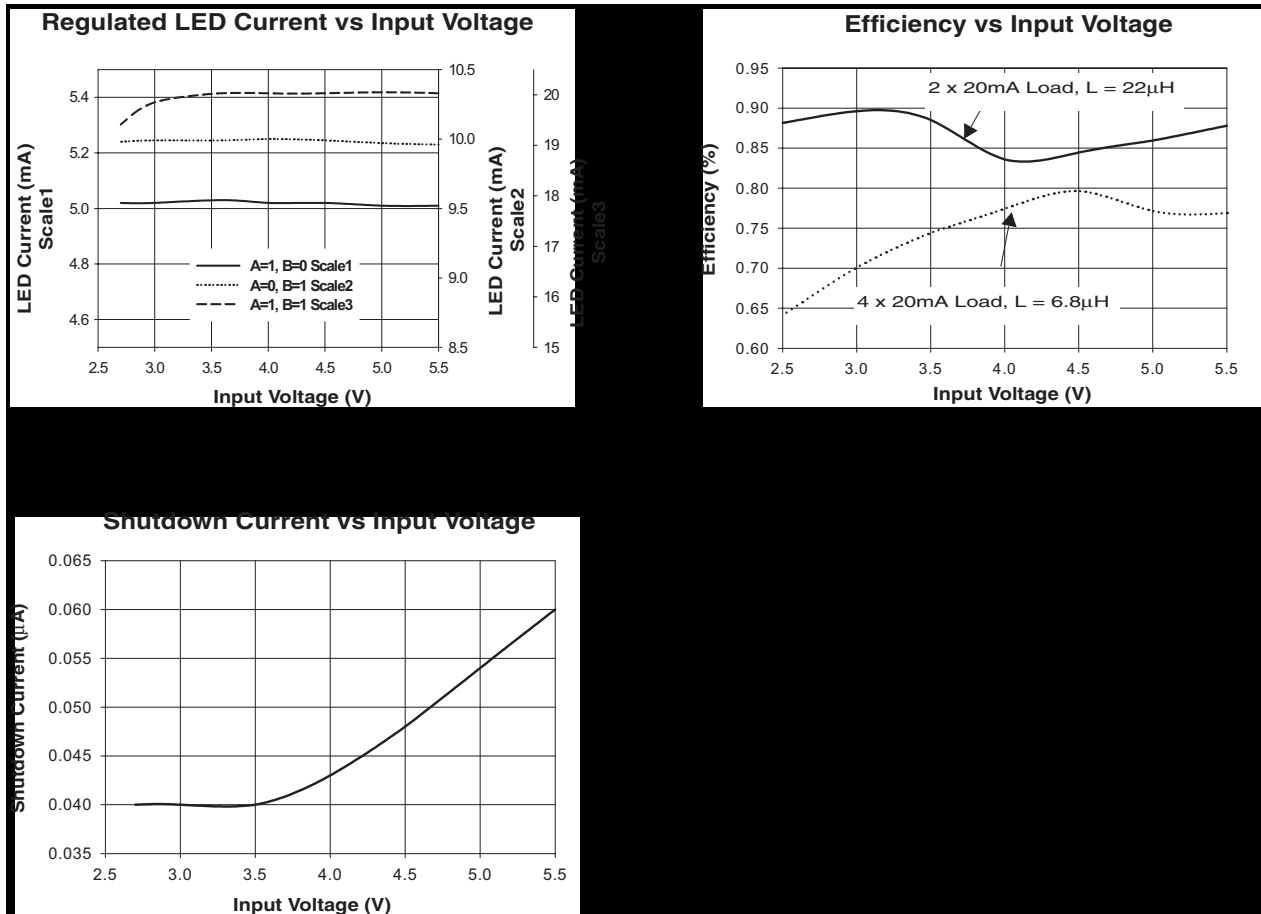 Regulated LED Current vs Input Voltage
5.4
5.2
5.0
4.8
4.6
LED Current (mA)
Scale1
A=1, B=0 Scale1
A=0, B=1 Scale2
A=1, B=1 Scale3
10.5
10.0
9.5
9.0
8.5
LED Current (mA)
Scale2
20
19
18
17
16
15
LED Current (mA)
Scale3
2.5 3.0 3.5 4.0 4.5 5.0 5.5
Input Voltage (V)
Efficiency vs Input Voltage
0.95
0.90
0.85
0.80
0.75
0.70
0.65
0.60
Efficiency (%)
2 x 20mA Load, L = 22μH
4 x 20mA Load, L = 6.8μH
2.5 3.0 3.5 4.0 4.5 5.0 5.5
Input Voltage (V)
Shutdown Current vs Input Voltage
0.065
0.060
0.055
0.050
0.045
0.040
0.035
Shutdown Current (μA)
2.5 3.0 3.5 4.0 4.5 5.0 5.5
Input Voltage (V)